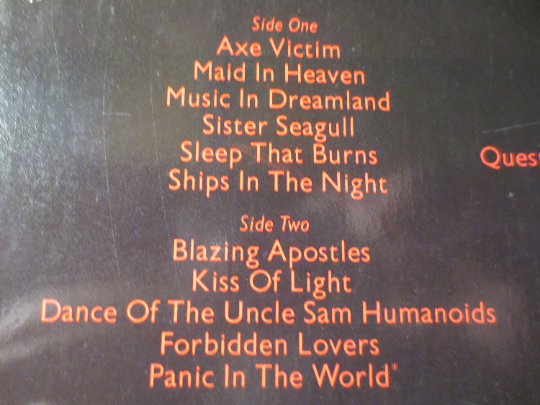 Side One
Axe Victim
Maid In Heaven
Music In Dreamland
Sister Seagull
Sleep That Burns
Ships In The Night
Side Two
Blazing Apostles
Kiss Of Light
Dance Of The Uncle Sam Humanoids
Forbidden Lovers
Panic In The World*